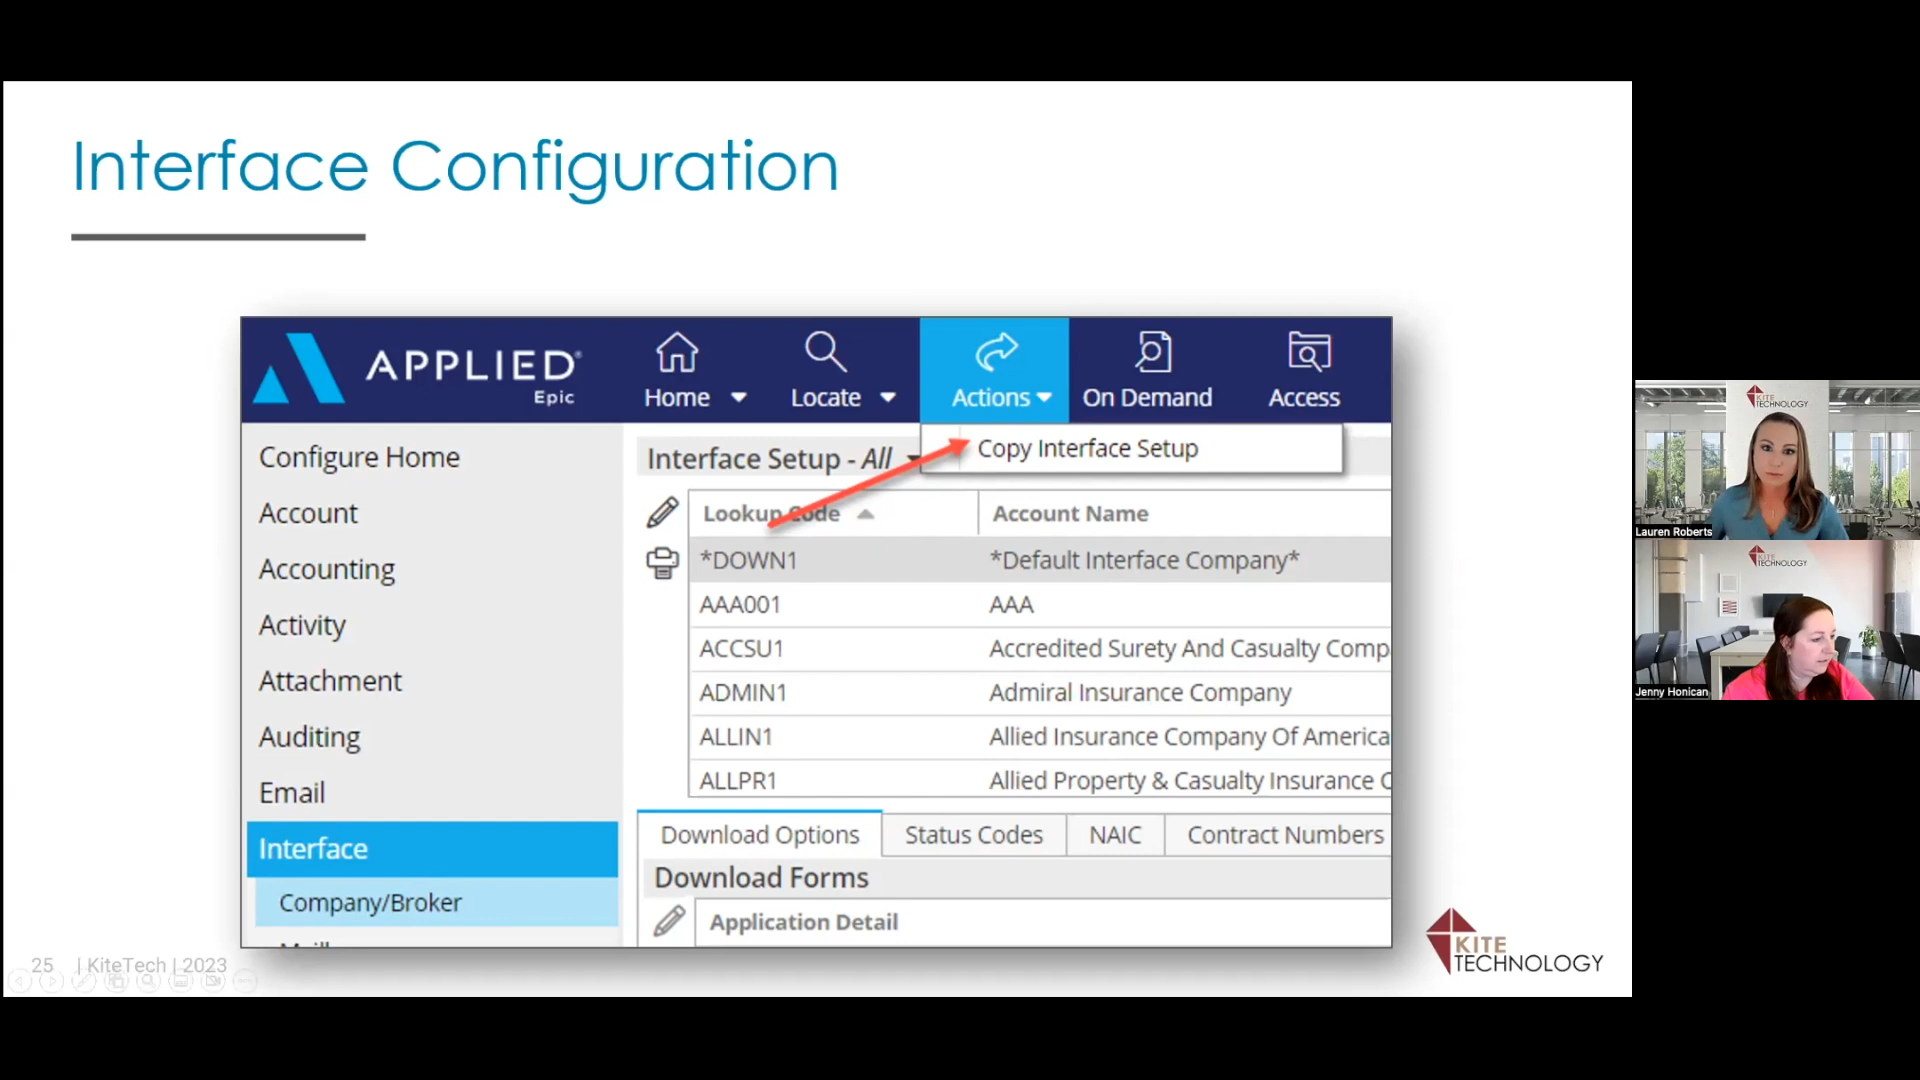 Interface Configuration
APPLIED®
Epic
Home
Locate
Actions
On Demand
Access
Copy Interface Setup
Configure Home
Account
Accounting
Activity
Attachment
Auditing
Email
Interface
Company/Broker
Interface Setup - All
Lookup Code
Account Name
*DOWN1 *Default Interface Company*
AAA001 AAA
ACCSU1 Accredited Surety And Casualty Comp
ADMIN1 Admiral Insurance Company
ALLIN1 Allied Insurance Company Of America
ALLPR1 Allied Property & Casualty Insurance C
Download Options
Status Codes
NAIC
Contract Numbers
Download Forms
Application Detail
25 | KiteTech | 2023
KITE
TECHNOLOGY
KITE
TECHNOLOGY
Lauren Roberts
KITE
TECHNOLOGY
Jenny Honican